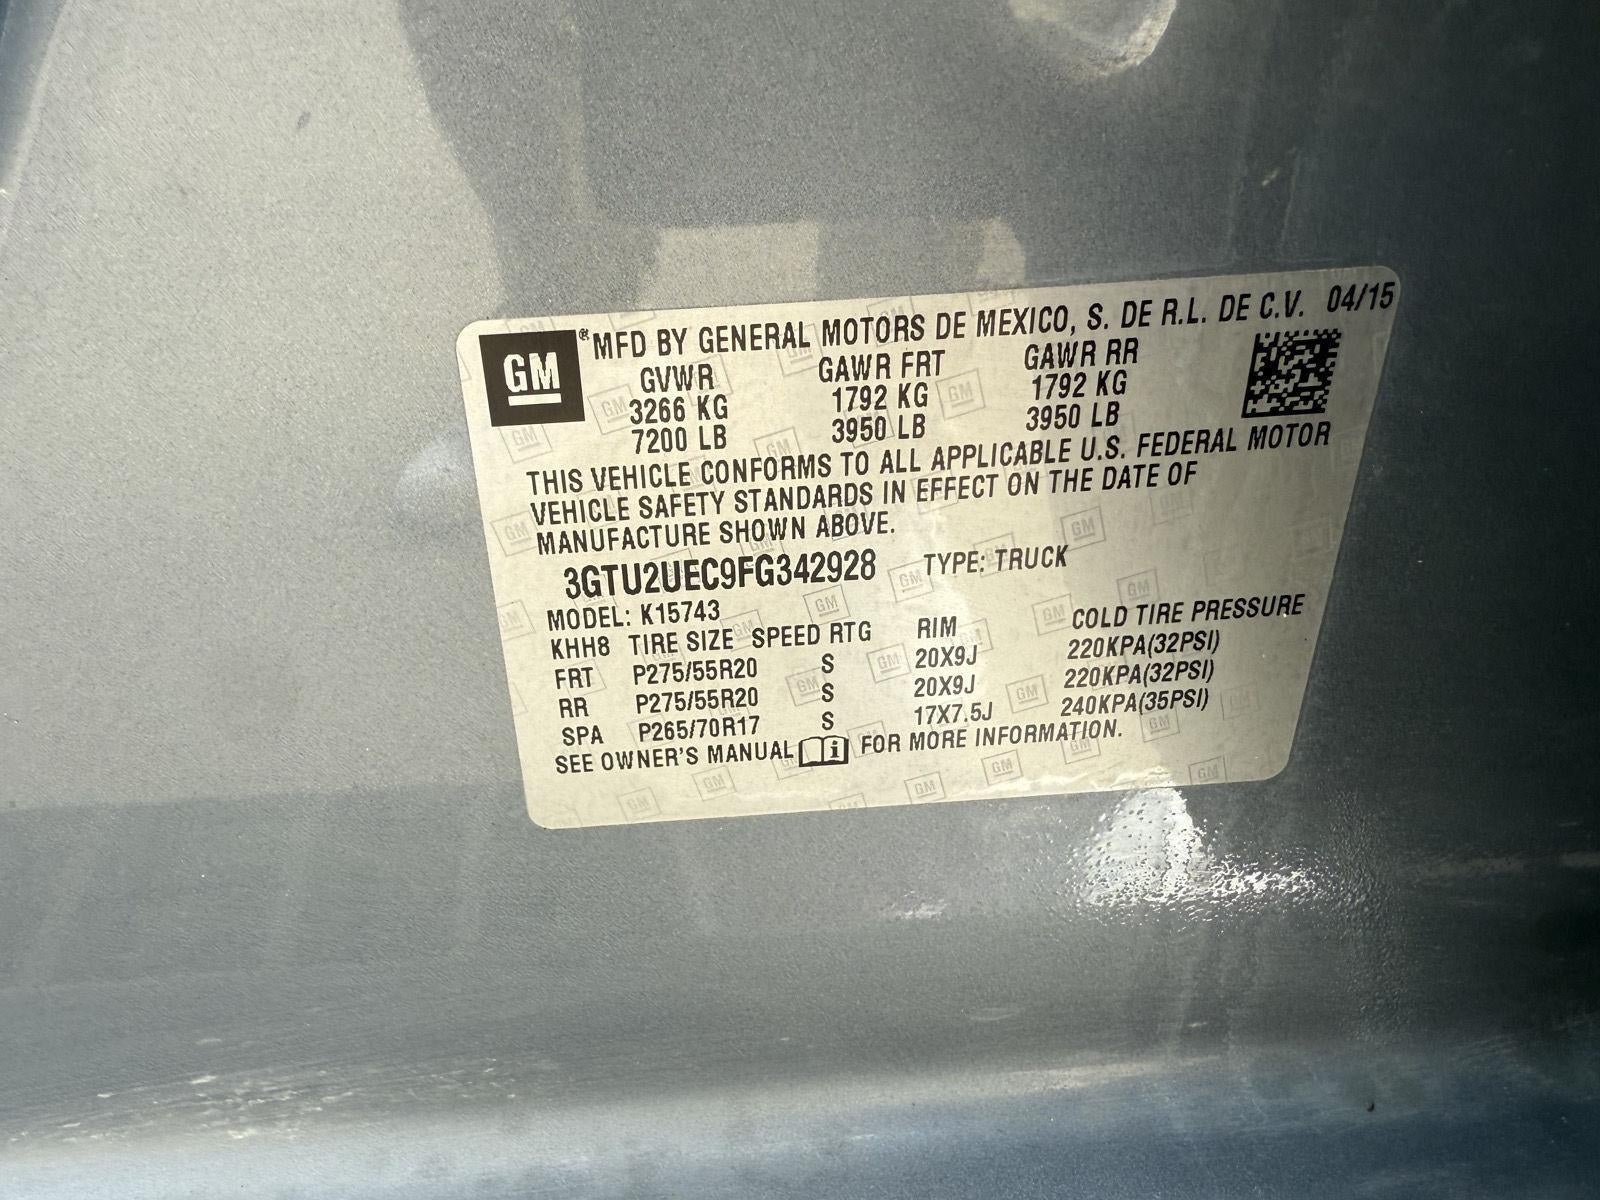 GM ® MFD BY GENERAL MOTORS DE MEXICO, S. DE R.L. DE C.V. 04/15
GVWR GAWR FRT GAWR RR
3266 KG 1792 KG 1792 KG
7200 LB 3950 LB 3950 LB
THIS VEHICLE CONFORMS TO ALL APPLICABLE U.S. FEDERAL MOTOR
VEHICLE SAFETY STANDARDS IN EFFECT ON THE DATE OF
MANUFACTURE SHOWN ABOVE.
3GTU2UEC9FG342928 TYPE: TRUCK
MODEL: K15743
KHH8 TIRE SIZE SPEED RTG RIM COLD TIRE PRESSURE
FRT P275/55R20 S 20X9J 220KPA(32PSI)
RR P275/55R20 S 20X9J 220KPA(32PSI)
SPA P265/70R17 S 17X7.5J 240KPA(35PSI)
SEE OWNER'S MANUAL i FOR MORE INFORMATION.